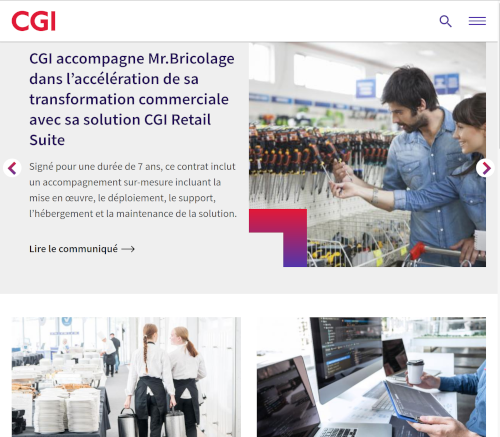 CGI
CGI accompagne Mr.Bricolage
dans l'accélération de sa
transformation commerciale
avec sa solution CGI Retail
Suite
Signé pour une durée de 7 ans, ce contrat inclut
un accompagnement sur-mesure incluant la
mise en œuvre, le déploiement, le support,
l'hébergement et la maintenance de la solution.
Lire le communiqué